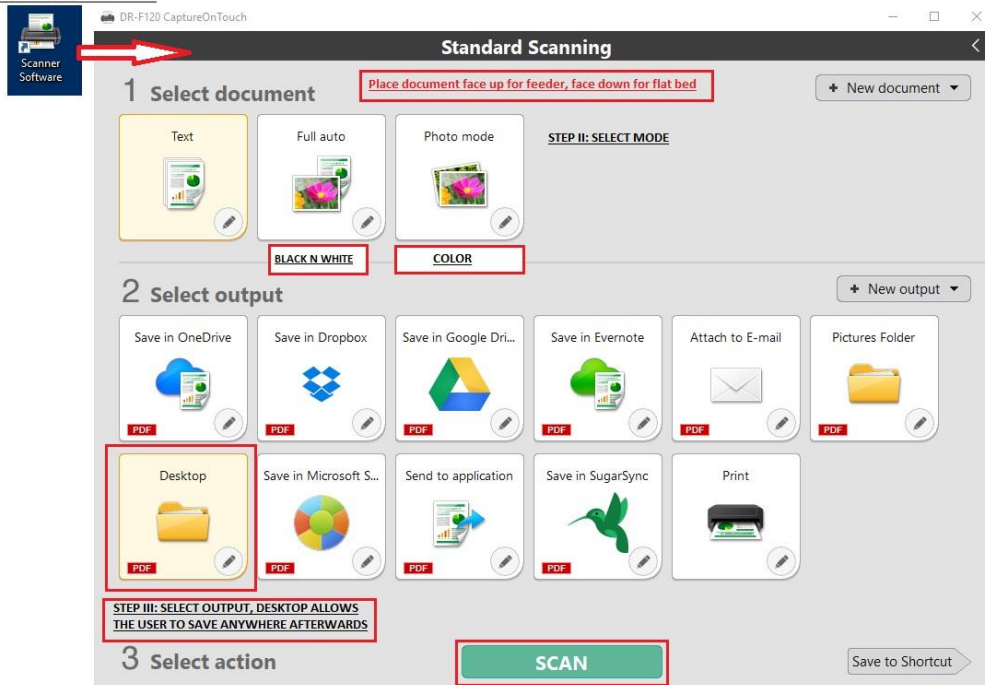 Scanner
Software
DR-F120 CaptureOnTouch
Standard Scanning
1 Select document
Place document face up for feeder, face down for flat bed
+ New document
Text
Full auto
Photo mode
STEP II: SELECT MODE
BLACK N WHITE
COLOR
2 Select output
+ New output
Save in OneDrive
Save in Dropbox
Save in Google Dri...
Save in Evernote
Attach to E-mail
Pictures Folder
PDF
PDF
PDF
PDF
PDF
PDF
Desktop
Save in Microsoft S...
Send to application
Save in SugarSync
Print
PDF
PDF
PDF
PDF
STEP III: SELECT OUTPUT, DESKTOP ALLOWS
THE USER TO SAVE ANYWHERE AFTERWARDS
3 Select action
SCAN
Save to Shortcut